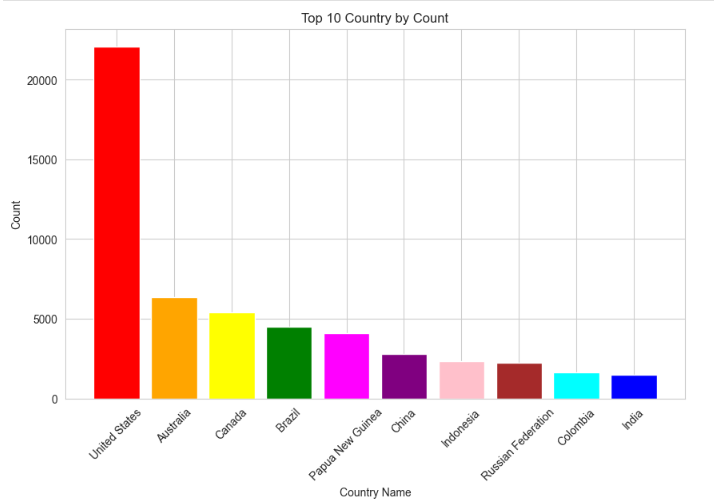 Top 10 Country by Count
20000
15000
10000
5000
0
Count
United States
Australia
Canada
Brazil
Papua New Guinea
China
Indonesia
Russian Federation
Colombia
India
Country Name